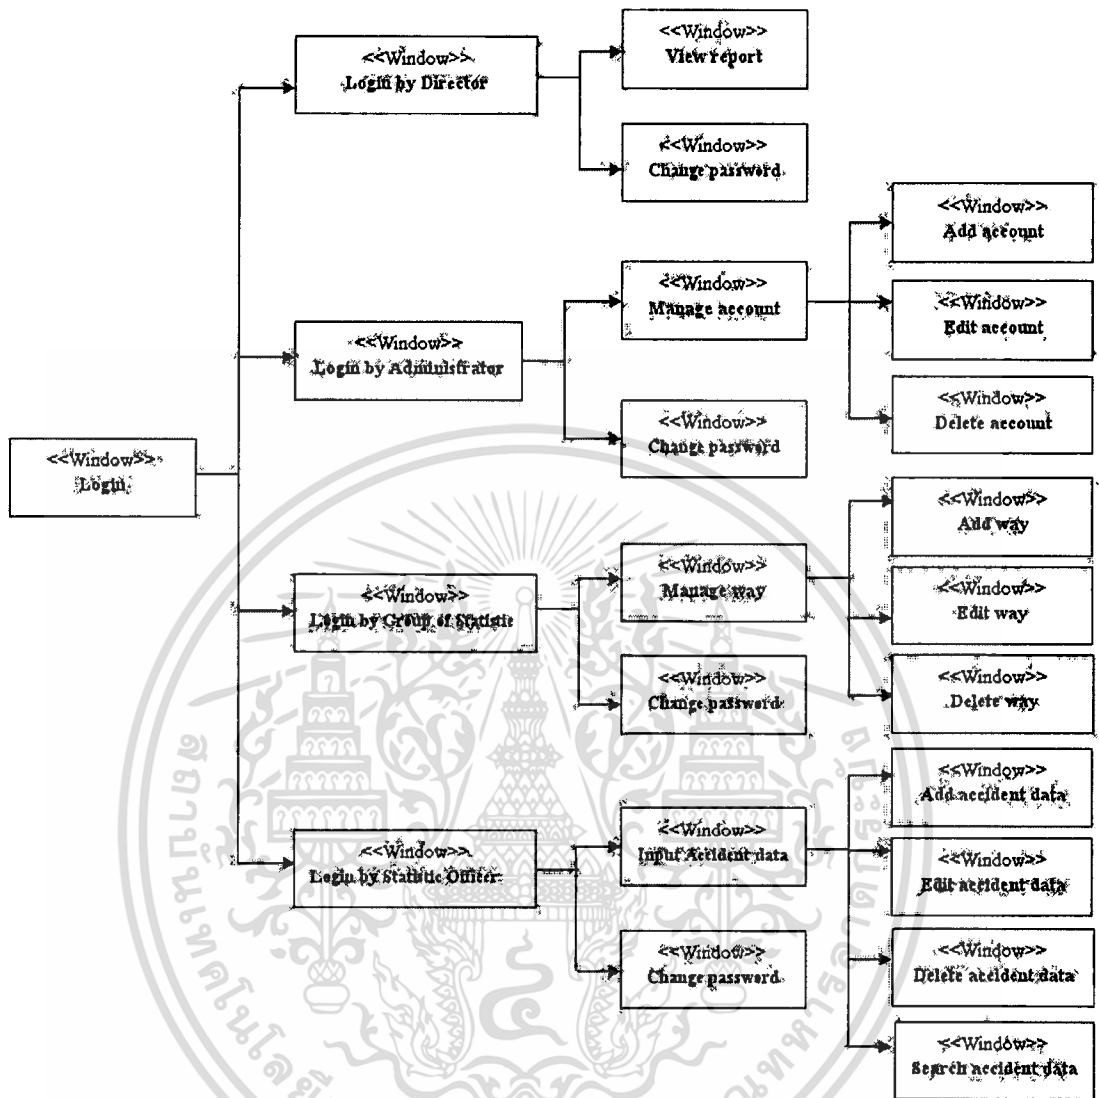 <<Window>>
Login
<<Window>>
Login by Director
<<Window>>
View report
<<Window>>
Change password
<<Window>>
Login by Administrator
<<Window>>
Manage account
<<Window>>
Add account
<<Window>>
Edit account
<<Window>>
Delete account
<<Window>>
Change password
<<Window>>
Login by Group of Statistic
<<Window>>
Manage way
<<Window>>
Add way
<<Window>>
Edit way
<<Window>>
Delete way
<<Window>>
Change password
<<Window>>
Login by Statistic Officer
<<Window>>
Input Accident data
<<Window>>
Add accident data
<<Window>>
Edit accident data
<<Window>>
Delete accident data
<<Window>>
Search accident data
<<Window>>
Change password